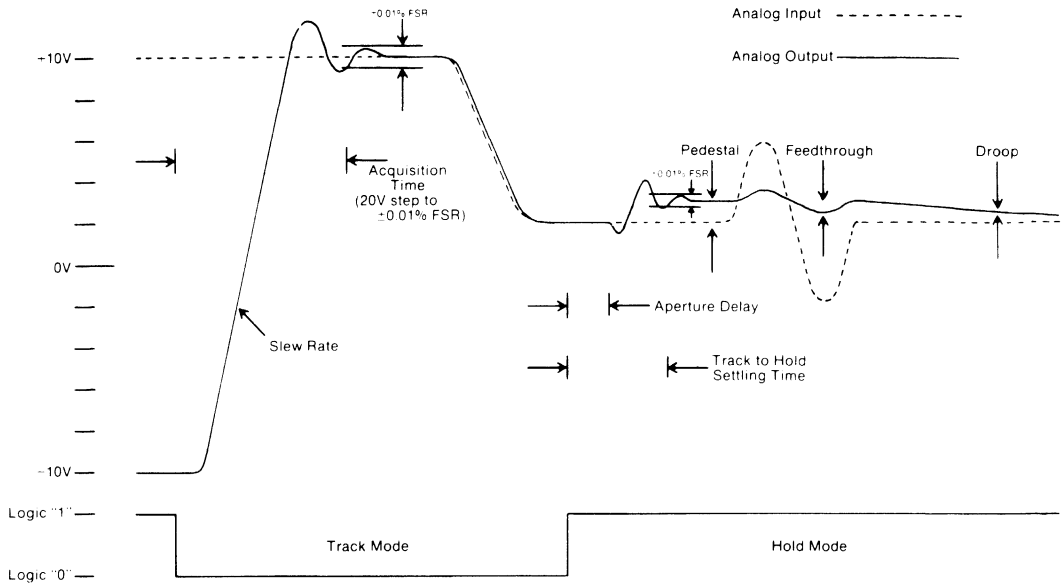 ±0.01% FSR
Analog Input
Analog Output
+10V
Acquisition
Time
(20V step to
±0.01% FSR)
±0.01% FSR
Pedestal
Feedthrough
Droop
0V
Aperture Delay
Slew Rate
Track to Hold
Settling Time
−10V
Logic "1"
Track Mode
Hold Mode
Logic "0"